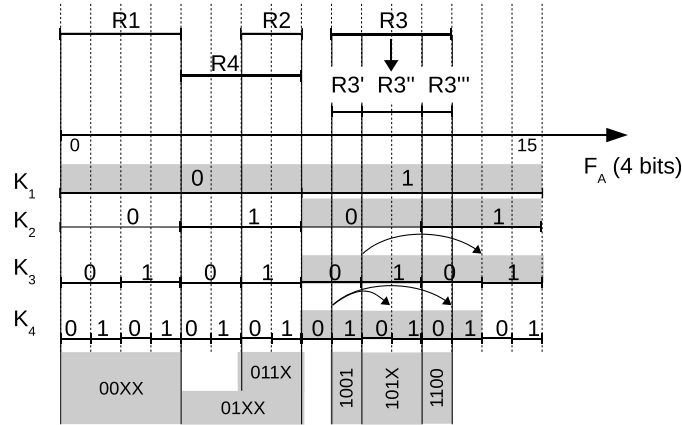 R1 R2 R3
R4
R3' R3" R3'''
0 15
F_A (4 bits)
K_1 0 1
K_2 0 1 0 1
K_3 0 1 0 1 0 1 0 1
K_4 0 1 0 1 0 1 0 1 0 1 0 1 0 1 0 1
00XX 011X 1001 101X 1100
01XX